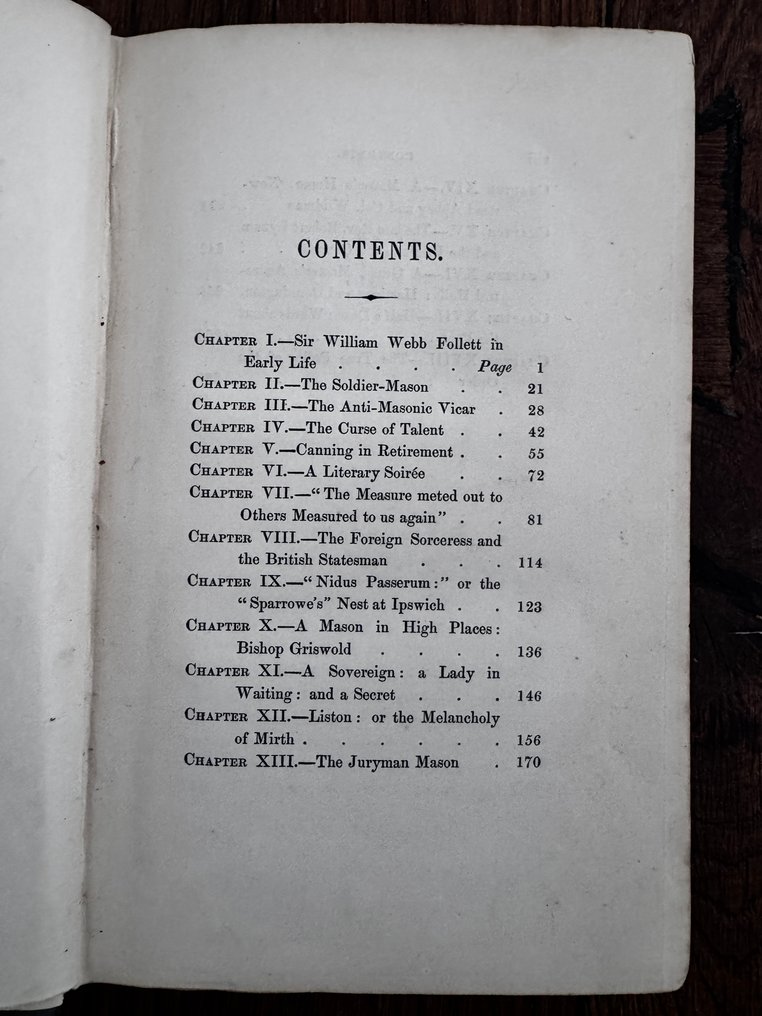 CONTENTS.
CHAPTER I.—Sir William Webb Follett in
Early Life . . . . Page 1
CHAPTER II.—The Soldier-Mason . . 21
CHAPTER III.—The Anti-Masonic Vicar . 28
CHAPTER IV.—The Curse of Talent . . 42
CHAPTER V.—Canning in Retirement . . 55
CHAPTER VI.—A Literary Soirée . . 72
CHAPTER VII.—“The Measure meted out to
Others Measured to us again” . . 81
CHAPTER VIII.—The Foreign Sorceress and
the British Statesman . . . 114
CHAPTER IX.—“Nidus Passerum:” or the
“Sparrowe’s” Nest at Ipswich . . 123
CHAPTER X.—A Mason in High Places:
Bishop Griswold . . . . 136
CHAPTER XI.—A Sovereign: a Lady in
Waiting: and a Secret . . . 146
CHAPTER XII.—Liston: or the Melancholy
of Mirth . . . . . . 156
CHAPTER XIII.—The Juryman Mason . 170